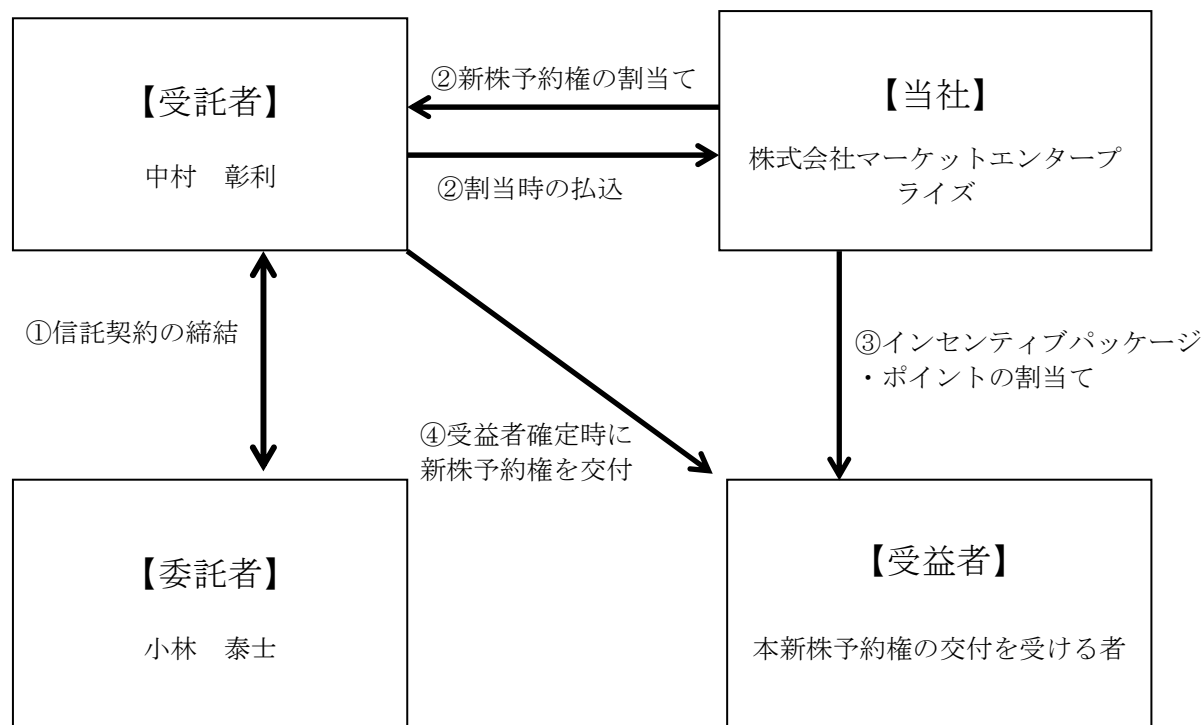 【受託者】
中村　彰利
②新株予約権の割当て
②割当時の払込
【当社】
株式会社マーケットエンタープ
ライズ
①信託契約の締結
③インセンティブパッケージ
・ポイントの割当て
④受益者確定時に
新株予約権を交付
【委託者】
小林　泰士
【受益者】
本新株予約権の交付を受ける者